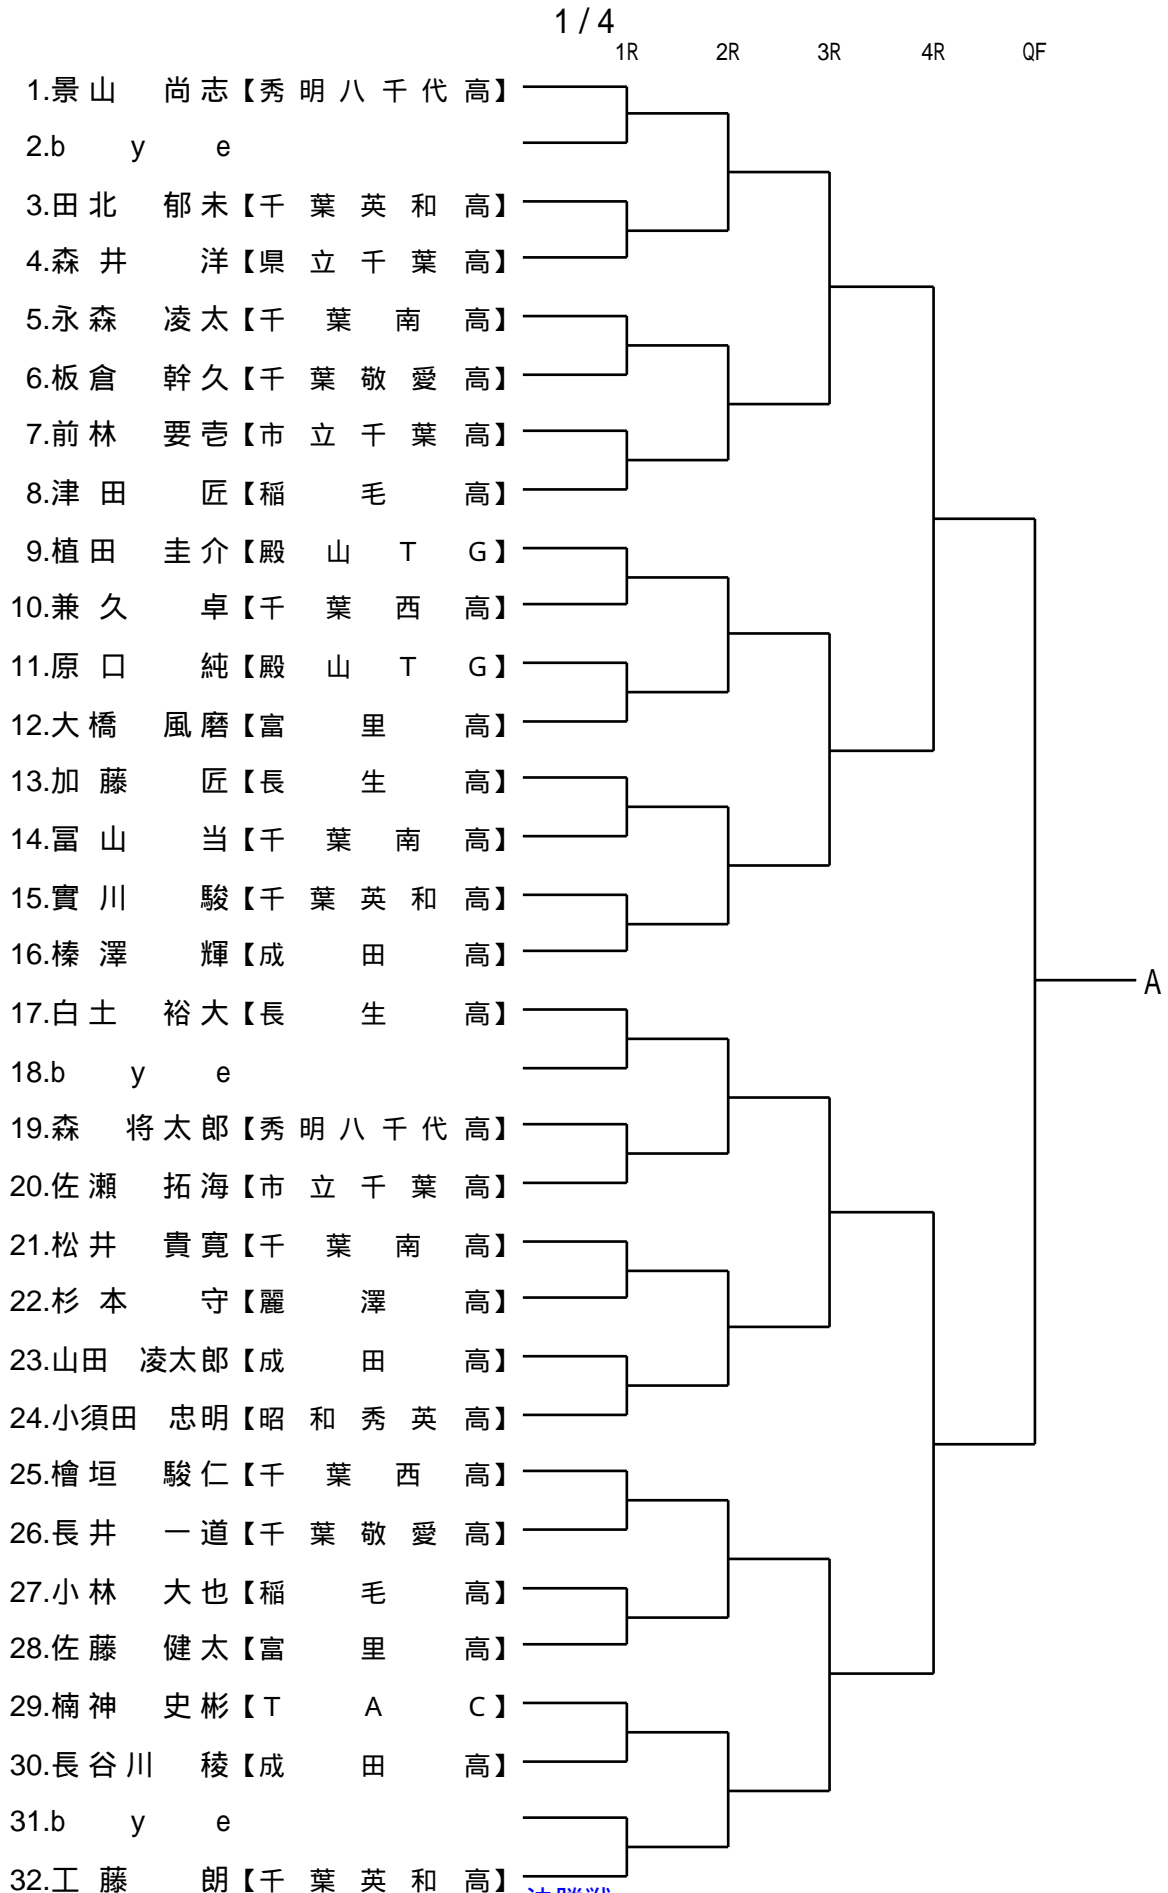 1 / 4
1R 2R 3R 4R QF
1.景山 尚志【秀明八千代高】
2.b y e
3.田北 郁未【千葉英和高】
4.森井 洋【県立千葉高】
5.永森 凌太【千葉南高】
6.板倉 幹久【千葉敬愛高】
7.前林 要壱【市立千葉高】
8.津田 匠【稲毛高】
9.植田 圭介【殿山TG】
10.兼久 卓【千葉西高】
11.原口 純【殿山TG】
12.大橋 風磨【富里高】
13.加藤 匠【長生高】
14.冨山 当【千葉南高】
15.實川 駿【千葉英和高】
16.榛澤 輝【成田高】
A
17.白土 裕大【長生高】
18.b y e
19.森 将太郎【秀明八千代高】
20.佐瀬 拓海【市立千葉高】
21.松井 貴寛【千葉南高】
22.杉本 守【麗澤高】
23.山田 凌太郎【成田高】
24.小須田 忠明【昭和秀英高】
25.檜垣 駿仁【千葉西高】
26.長井 一道【千葉敬愛高】
27.小林 大也【稲毛高】
28.佐藤 健太【富里高】
29.楠神 史彬【TAC】
30.長谷川 稜【成田高】
31.b y e
32.工藤 朗【千葉英和高】